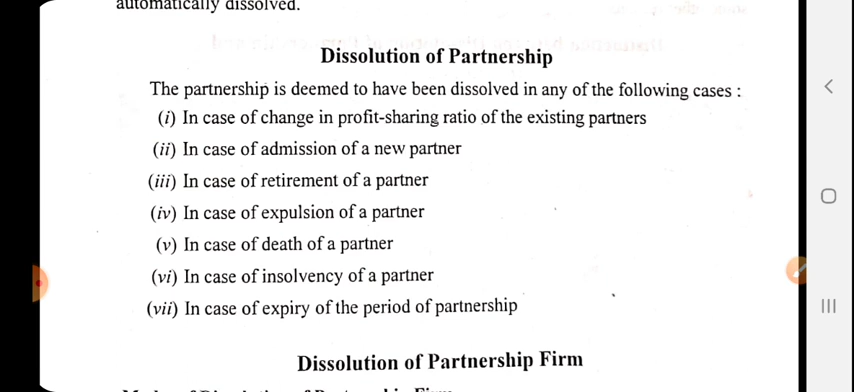 automatically dissolved.
Dissolution of Partnership
The partnership is deemed to have been dissolved in any of the following cases :
(i) In case of change in profit-sharing ratio of the existing partners
(ii) In case of admission of a new partner
(iii) In case of retirement of a partner
(iv) In case of expulsion of a partner
(v) In case of death of a partner
(vi) In case of insolvency of a partner
(vii) In case of expiry of the period of partnership
Dissolution of Partnership Firm